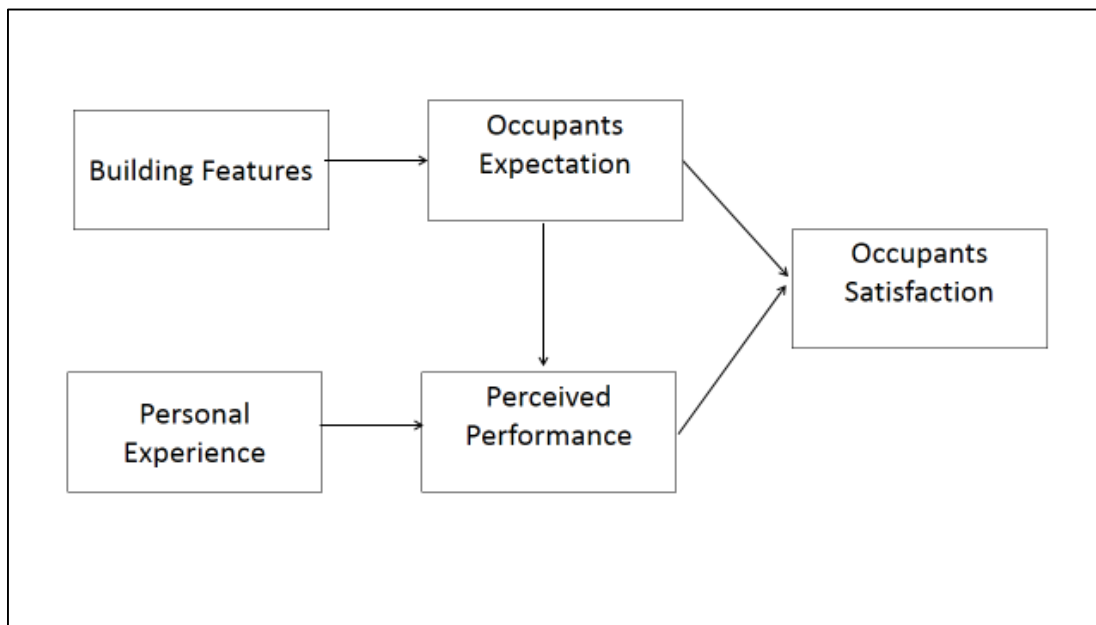 Building Features
Occupants
Expectation
Occupants
Satisfaction
Personal
Experience
Perceived
Performance